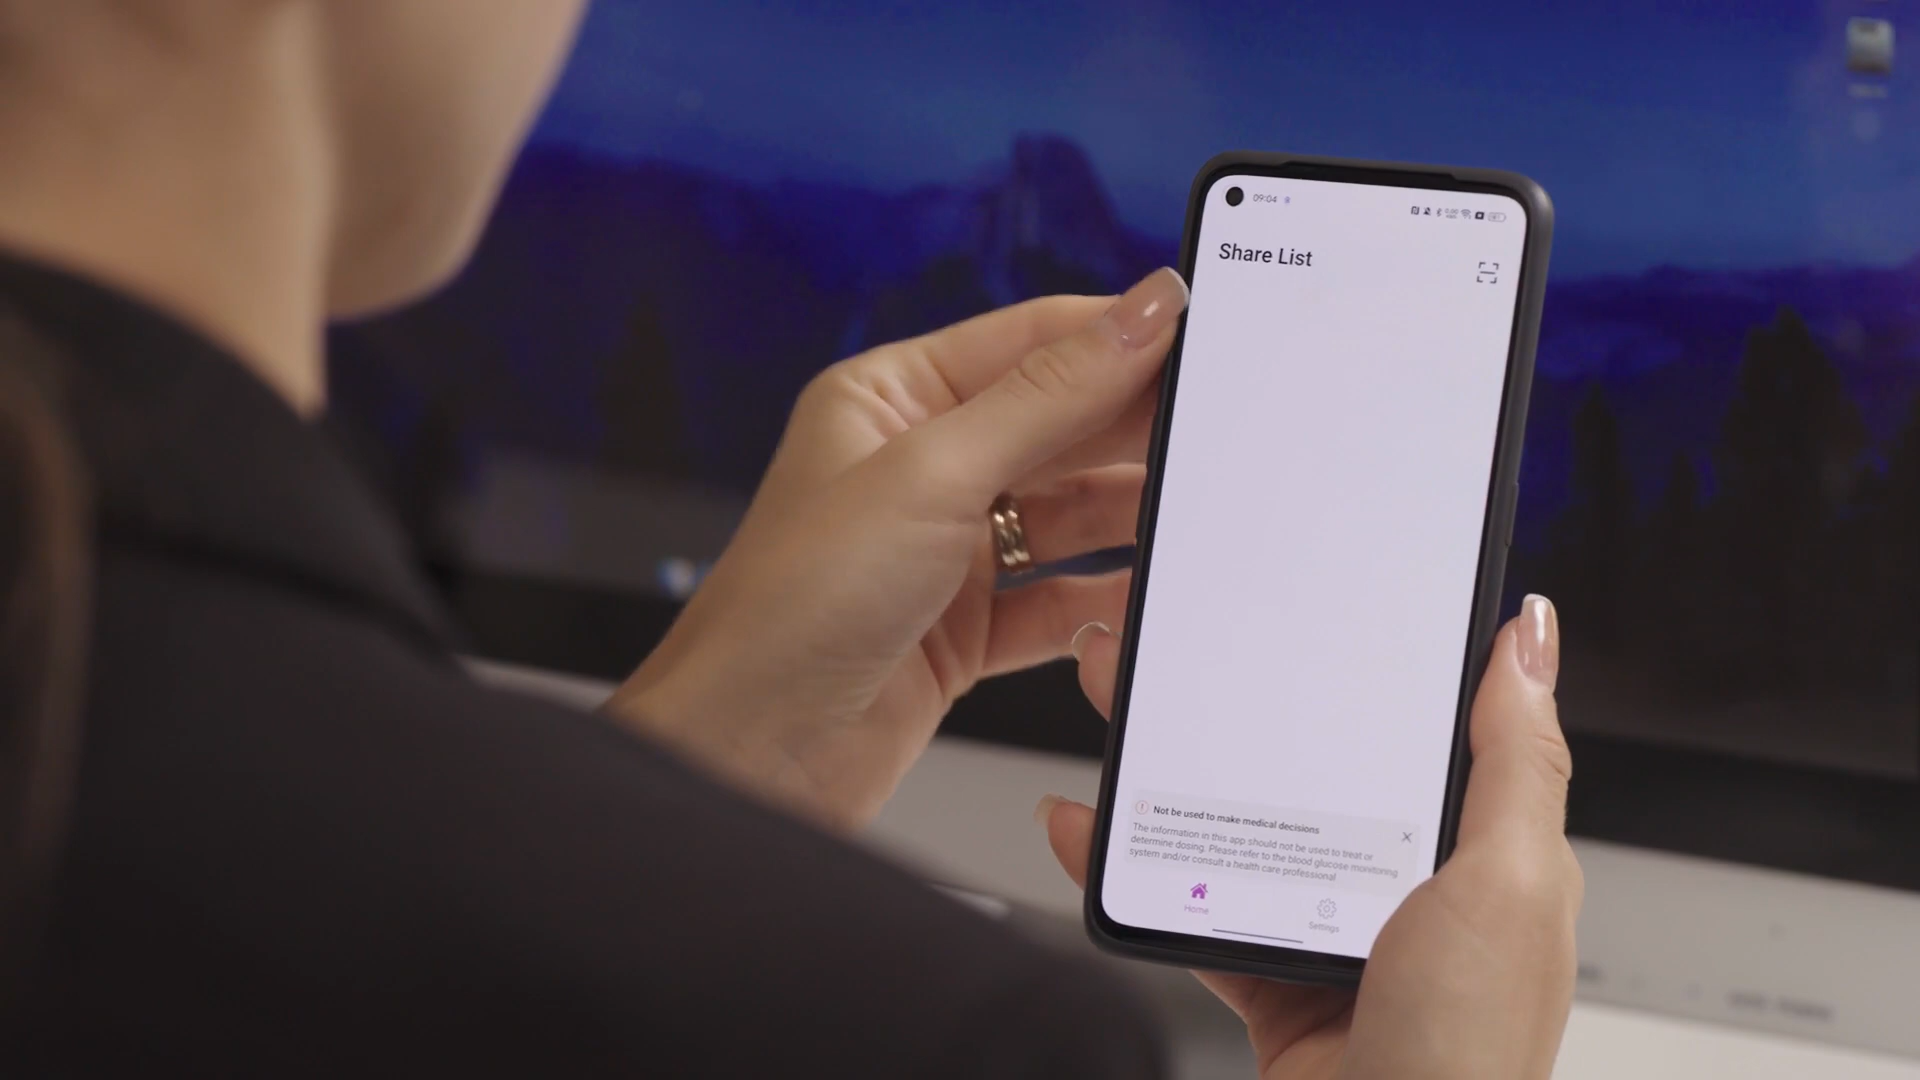 09:04
Share List
Not be used to make medical decisions
The information in this app should not be used to treat or
determine dosing. Please refer to the blood glucose monitoring
system and/or consult a health care professional
Home
Settings